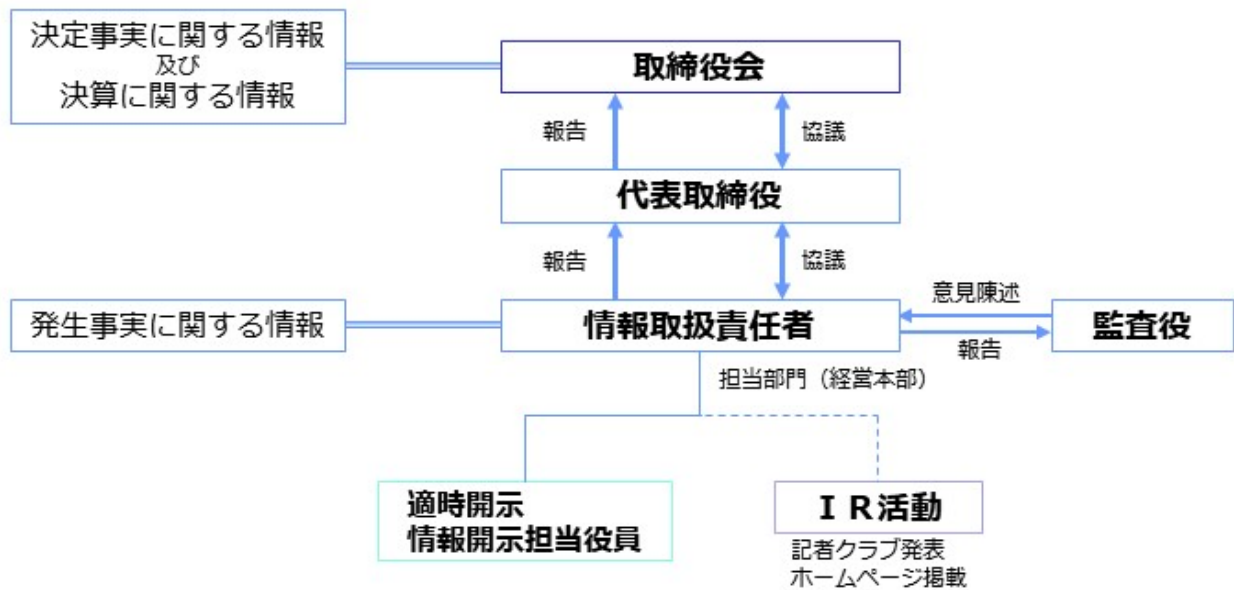 決定事実に関する情報
及び
決算に関する情報
取締役会
報告
協議
代表取締役
報告
協議
発生事実に関する情報
情報取扱責任者
意見陳述
報告
監査役
担当部門（経営本部）
適時開示
情報開示担当役員
ＩＲ活動
記者クラブ発表
ホームページ掲載